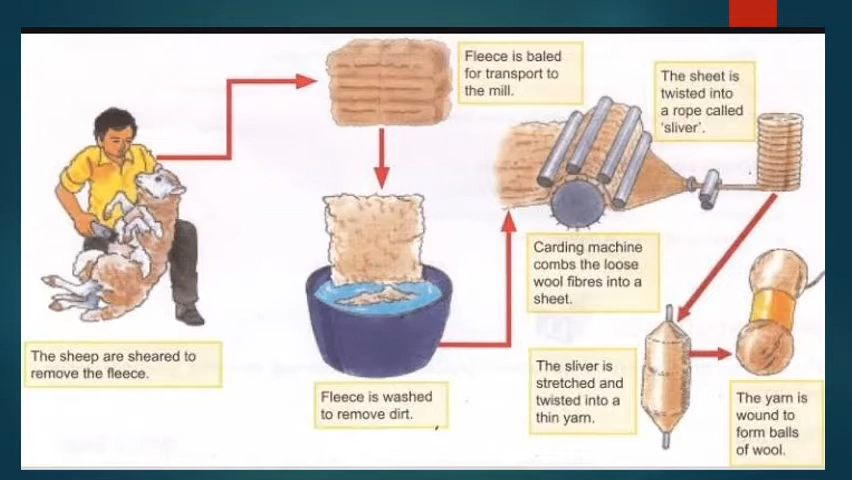 The sheep are sheared to
remove the fleece.
Fleece is baled
for transport to
the mill.
Fleece is washed
to remove dirt.
Carding machine
combs the loose
wool fibres into a
sheet.
The sheet is
twisted into
a rope called
'sliver'.
The sliver is
stretched and
twisted into a
thin yarn.
The yarn is
wound to
form balls
of wool.